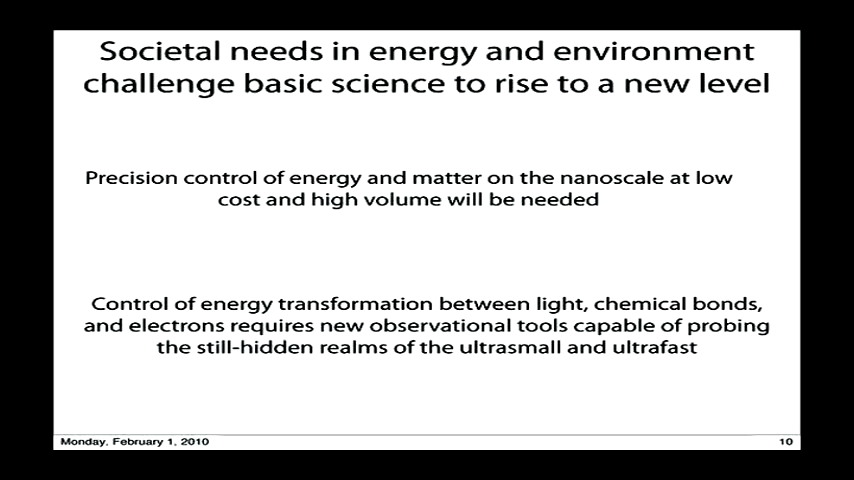 Societal needs in energy and environment
challenge basic science to rise to a new level
Precision control of energy and matter on the nanoscale at low
cost and high volume will be needed
Control of energy transformation between light, chemical bonds,
and electrons requires new observational tools capable of probing
the still-hidden realms of the ultrasmall and ultrafast
Monday, February 1, 2010
10